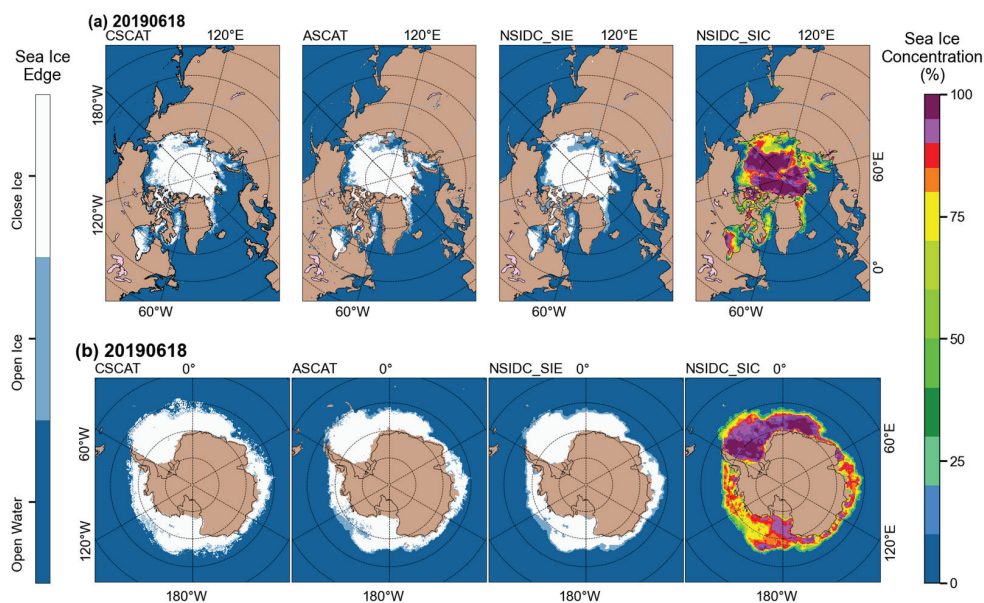 (a) 20190618
CSCAT 120°E
ASCAT 120°E
NSIDC_SIE 120°E
NSIDC_SIC 120°E
Sea Ice
Edge
Close Ice
Open Ice
Open Water
180°W
120°W
60°W
60°W
60°W
60°W
60°E
0°
Sea Ice
Concentration
(%)
100
75
50
25
0
(b) 20190618
CSCAT 0°
ASCAT 0°
NSIDC_SIE 0°
NSIDC_SIC 0°
60°W
120°W
60°E
120°E
180°W
180°W
180°W
180°W